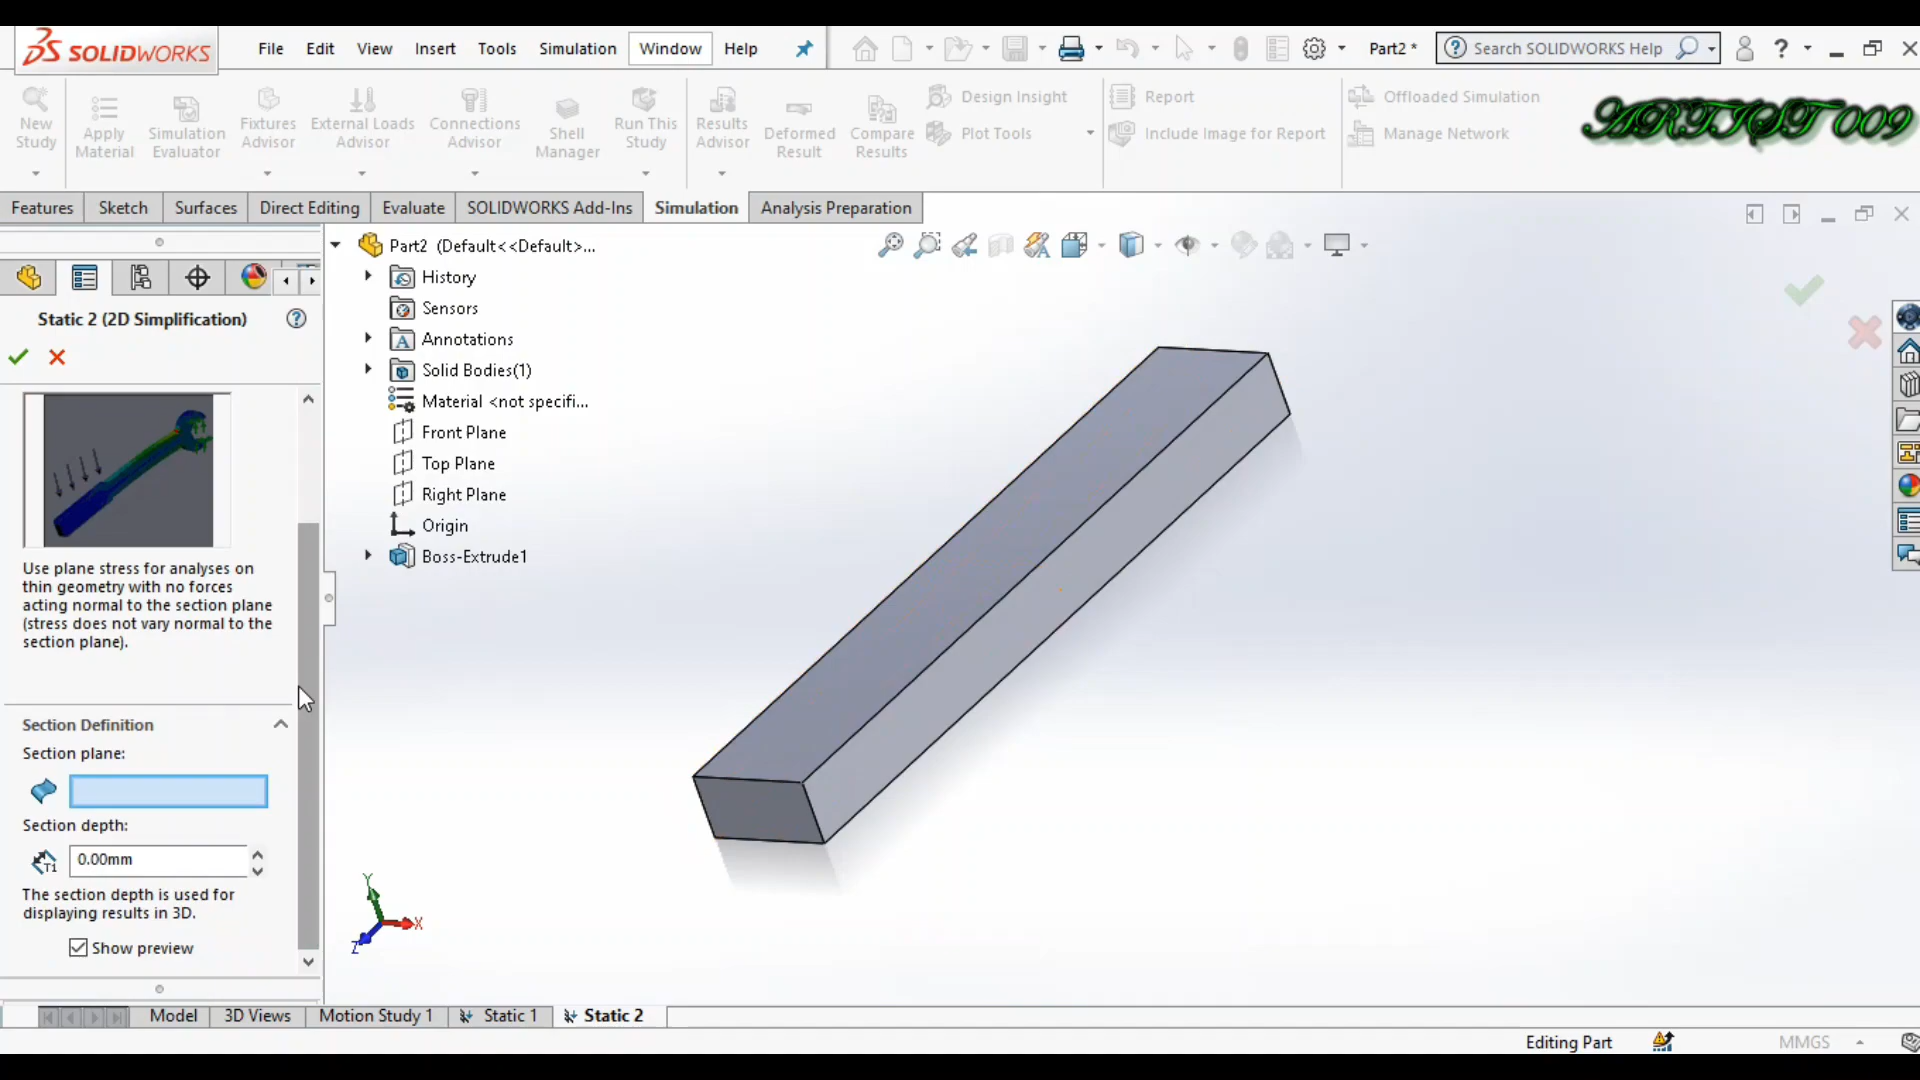 SOLIDWORKS
File Edit View Insert Tools Simulation Window Help
Part2 *
Search SOLIDWORKS Help
?
New Study
Apply Material
Simulation Evaluator
Fixtures Advisor
External Loads Advisor
Connections Advisor
Shell Manager
Run This Study
Results Advisor
Deformed Result
Compare Results
Design Insight
Plot Tools
Report
Include Image for Report
Offloaded Simulation
Manage Network
ARTIST 009
Features Sketch Surfaces Direct Editing Evaluate SOLIDWORKS Add-Ins Simulation Analysis Preparation
Static 2 (2D Simplification)
Use plane stress for analyses on
thin geometry with no forces
acting normal to the section plane
(stress does not vary normal to the
section plane).
Section Definition
Section plane:
Section depth:
T1
0.00mm
The section depth is used for
displaying results in 3D.
Show preview
Part2 (Default<<Default>...
History
Sensors
Annotations
Solid Bodies(1)
Material <not specifi...
Front Plane
Top Plane
Right Plane
Origin
Boss-Extrude1
Y
X
Z
Model 3D Views Motion Study 1 Static 1 Static 2
Editing Part
MMGS